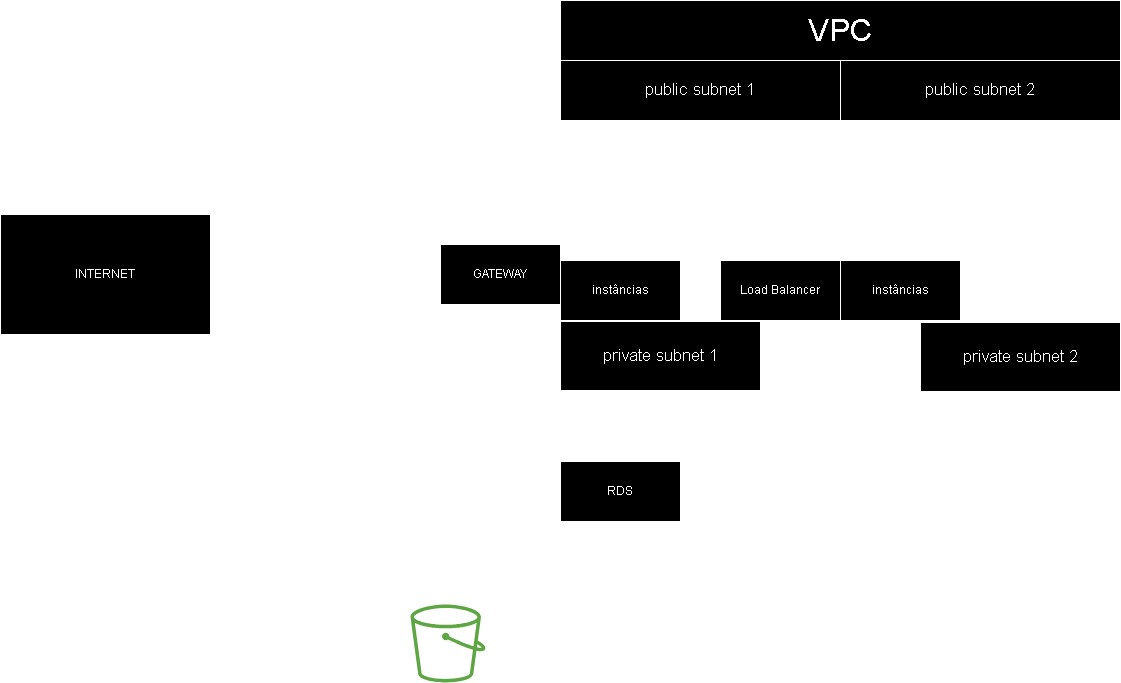 VPC
public subnet 1
public subnet 2
INTERNET
GATEWAY
instâncias
Load Balancer
instâncias
private subnet 1
private subnet 2
RDS